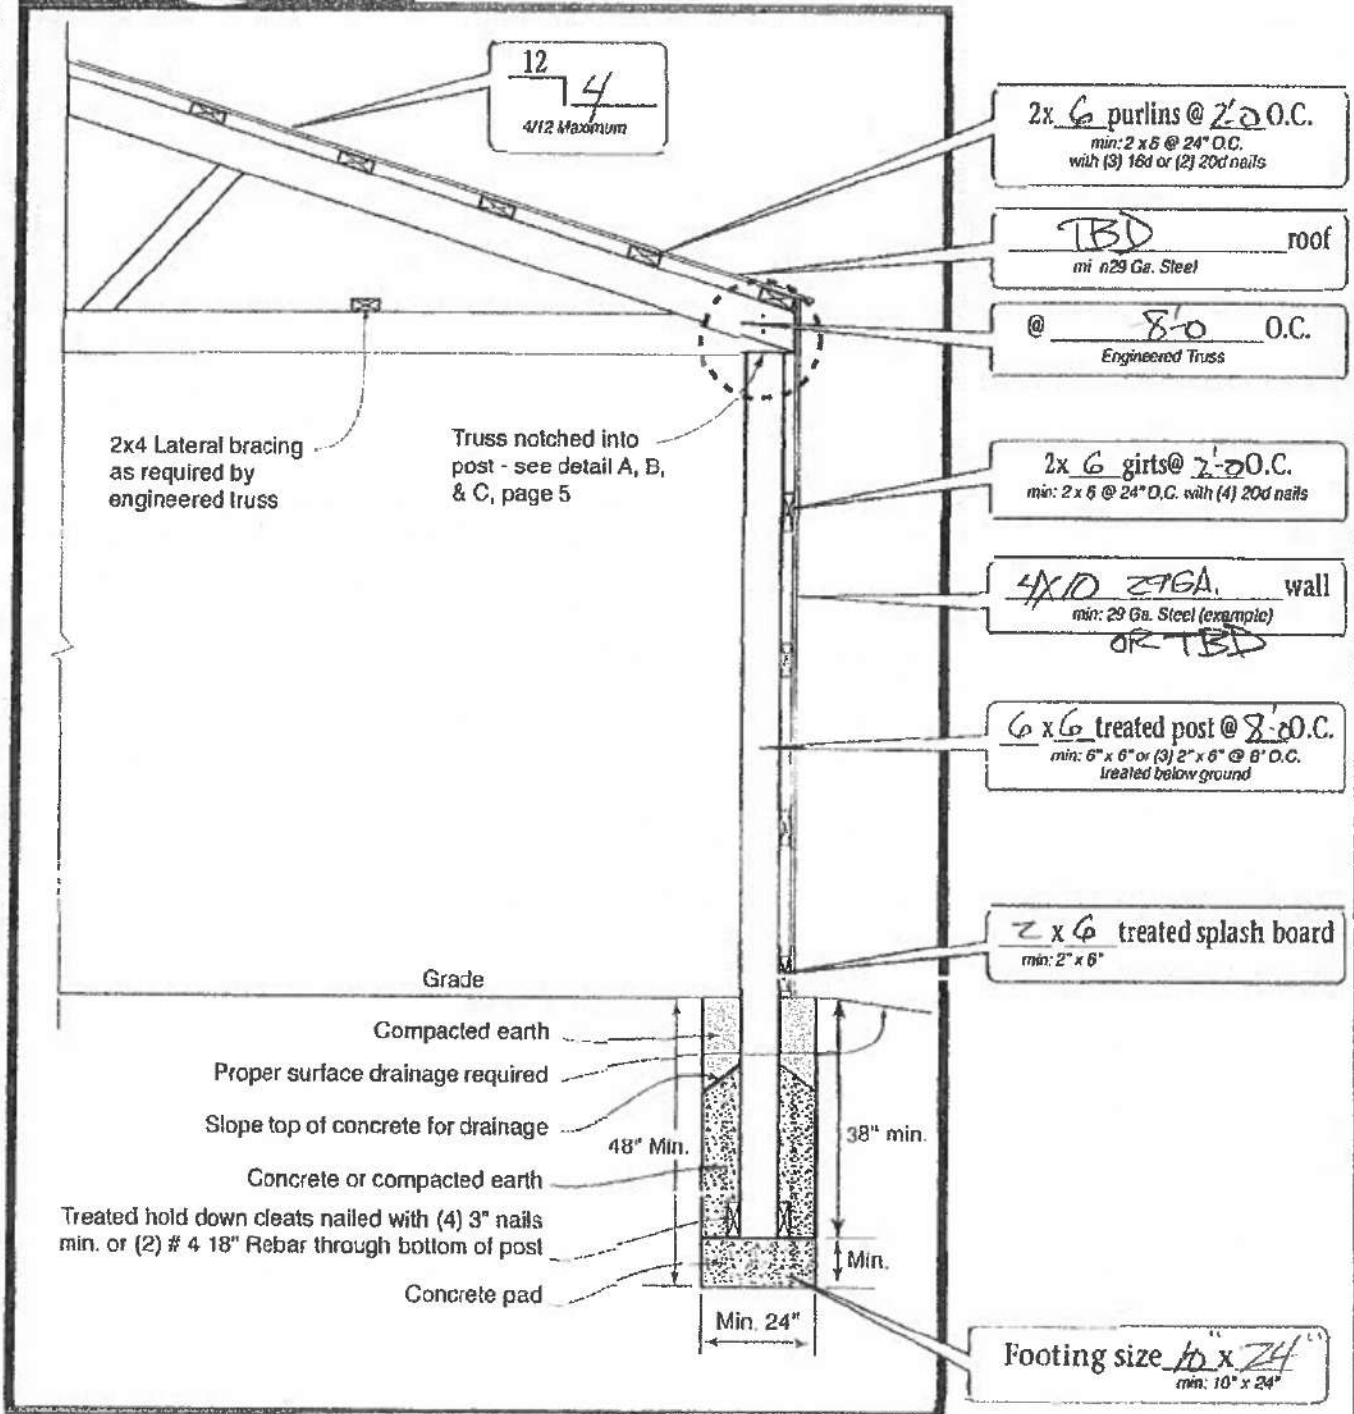 12
4
4/12 Maximum
2x 6 purlins @ 2'-0 O.C.
min: 2 x 6 @ 24" O.C.
with (3) 16d or (2) 20d nails
TBD roof
mi n29 Ga. Steel
@ 8'-0 O.C.
Engineered Truss
2x4 Lateral bracing
as required by
engineered truss
Truss notched into
post - see detail A, B,
& C, page 5
2x 6 girts@ 2'-0 O.C.
min: 2 x 6 @ 24" O.C. with (4) 20d nails
4X10 GA. wall
min: 29 Ga. Steel (example)
OR TBD
6 x 6 treated post @ 8'-0 O.C.
min: 6" x 6" or (3) 2" x 6" @ 8' O.C.
treated below ground
2 x 6 treated splash board
min: 2" x 6"
Grade
Compacted earth
Proper surface drainage required
Slope top of concrete for drainage
48" Min.
38" min.
Concrete or compacted earth
Treated hold down cleats nailed with (4) 3" nails
min. or (2) # 4 18" Rebar through bottom of post
Min.
Concrete pad
Min. 24"
Footing size 10" x 24"
min: 10" x 24"